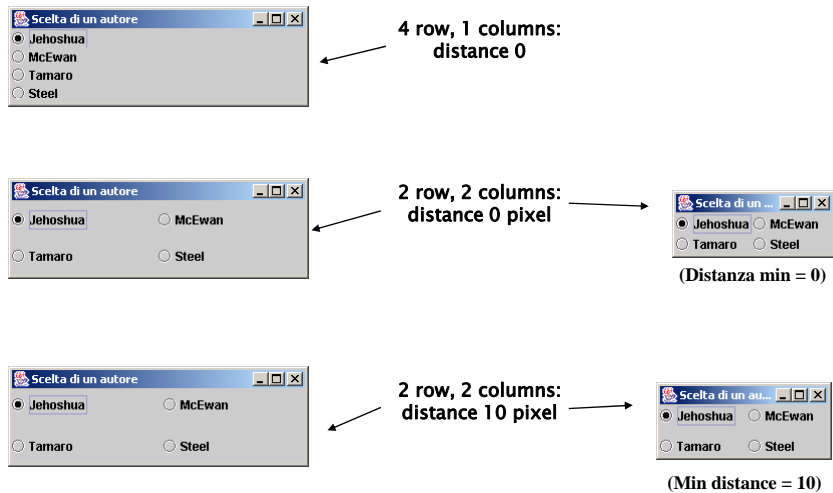 Scelta di un autore
Jehoshua
McEwan
Tamaro
Steel
4 row, 1 columns:
distance 0
Scelta di un autore
Jehoshua McEwan
Tamaro Steel
2 row, 2 columns:
distance 0 pixel
Scelta di un ...
Jehoshua McEwan
Tamaro Steel
(Distanza min = 0)
Scelta di un autore
Jehoshua McEwan
Tamaro Steel
2 row, 2 columns:
distance 10 pixel
Scelta di un au...
Jehoshua McEwan
Tamaro Steel
(Min distance = 10)